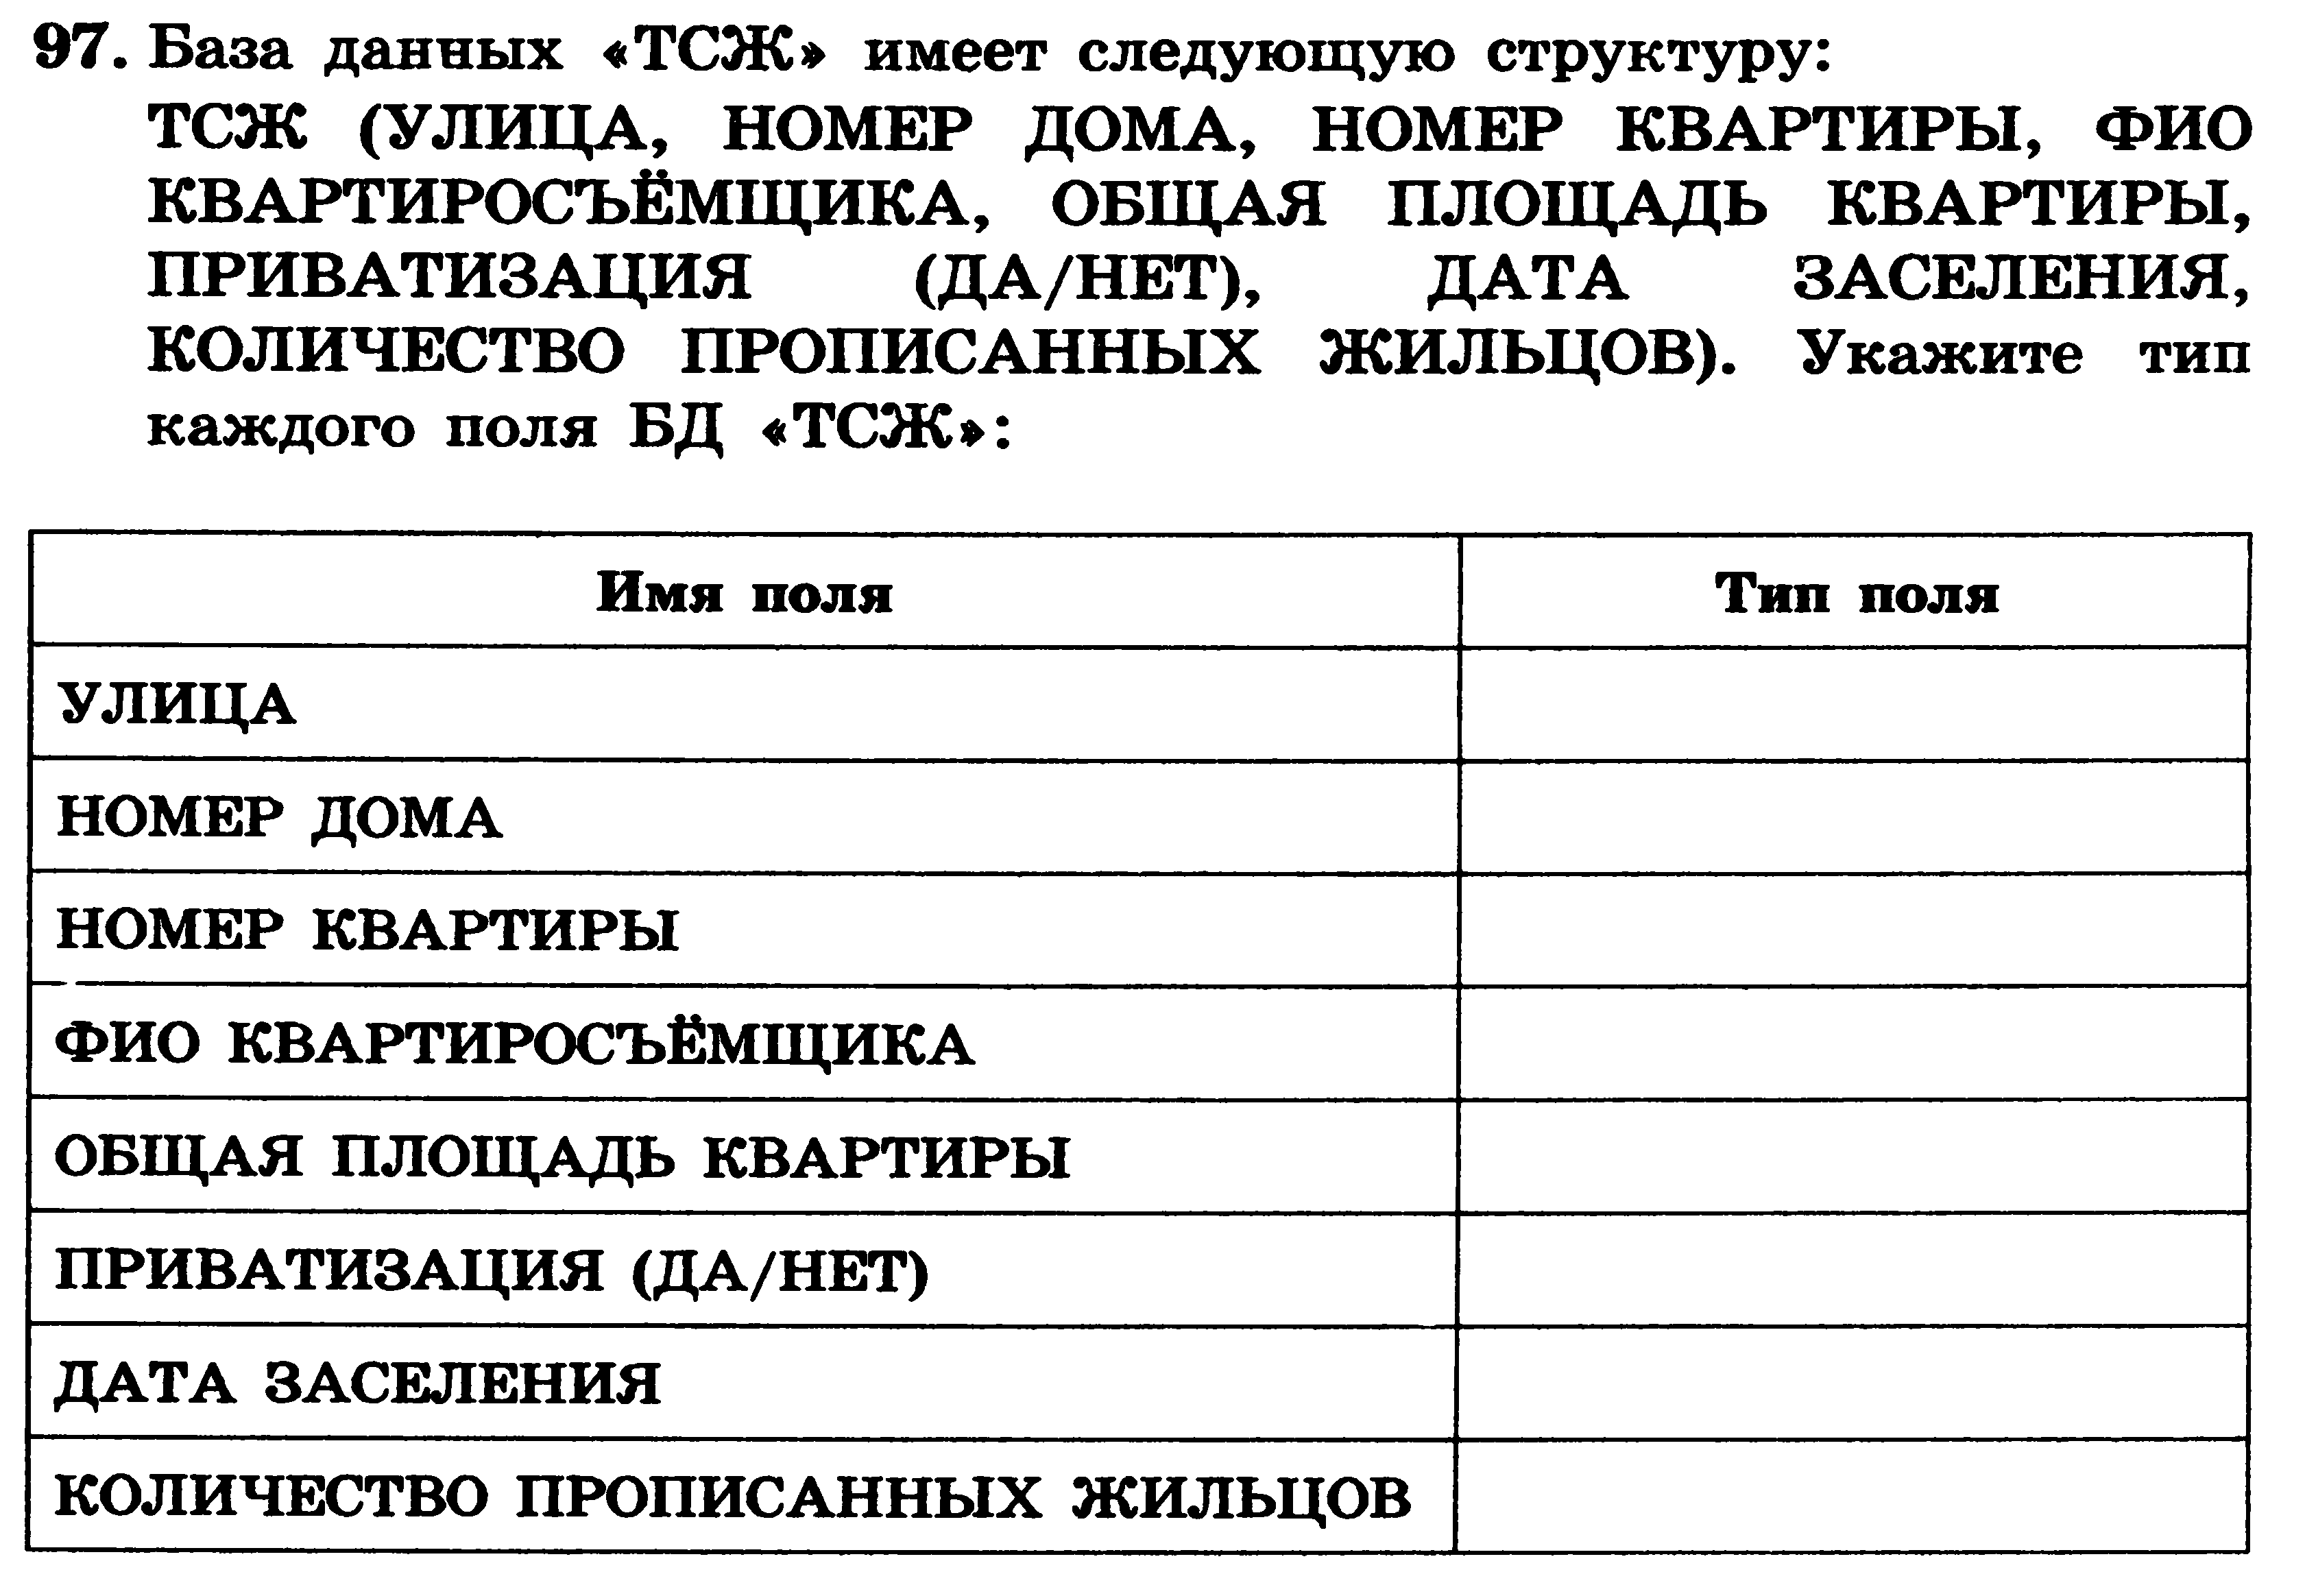 97. База данных «ТСЖ» имеет следующую структуру:
ТСЖ (УЛИЦА, НОМЕР ДОМА, НОМЕР КВАРТИРЫ, ФИО
КВАРТИРОСЪЁМЩИКА, ОБЩАЯ ПЛОЩАДЬ КВАРТИРЫ,
ПРИВАТИЗАЦИЯ (ДА/НЕТ), ДАТА ЗАСЕЛЕНИЯ,
КОЛИЧЕСТВО ПРОПИСАННЫХ ЖИЛЬЦОВ). Укажите тип
каждого поля БД «ТСЖ»:
Имя поля Тип поля
УЛИЦА
НОМЕР ДОМА
НОМЕР КВАРТИРЫ
ФИО КВАРТИРОСЪЁМЩИКА
ОБЩАЯ ПЛОЩАДЬ КВАРТИРЫ
ПРИВАТИЗАЦИЯ (ДА/НЕТ)
ДАТА ЗАСЕЛЕНИЯ
КОЛИЧЕСТВО ПРОПИСАННЫХ ЖИЛЬЦОВ